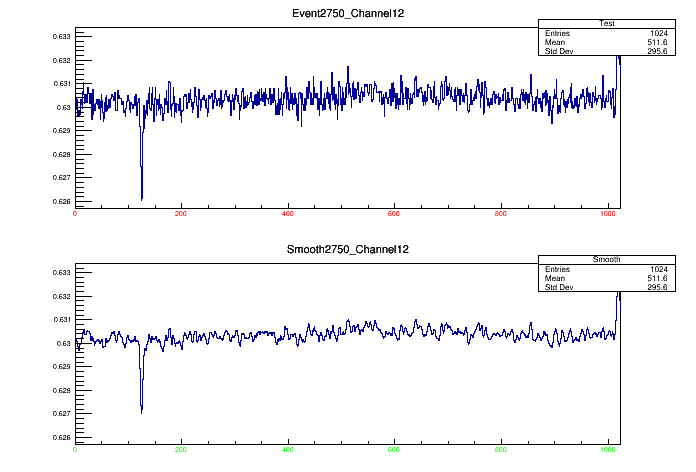 Event2750_Channel12
Test
Entries 1024
Mean 511.6
Std Dev 295.6
0.633
0.632
0.631
0.63
0.629
0.628
0.627
0.626
0 200 400 600 800 1000
Smooth2750_Channel12
Smooth
Entries 1024
Mean 511.6
Std Dev 295.6
0.633
0.632
0.631
0.63
0.629
0.628
0.627
0.626
0 200 400 600 800 1000